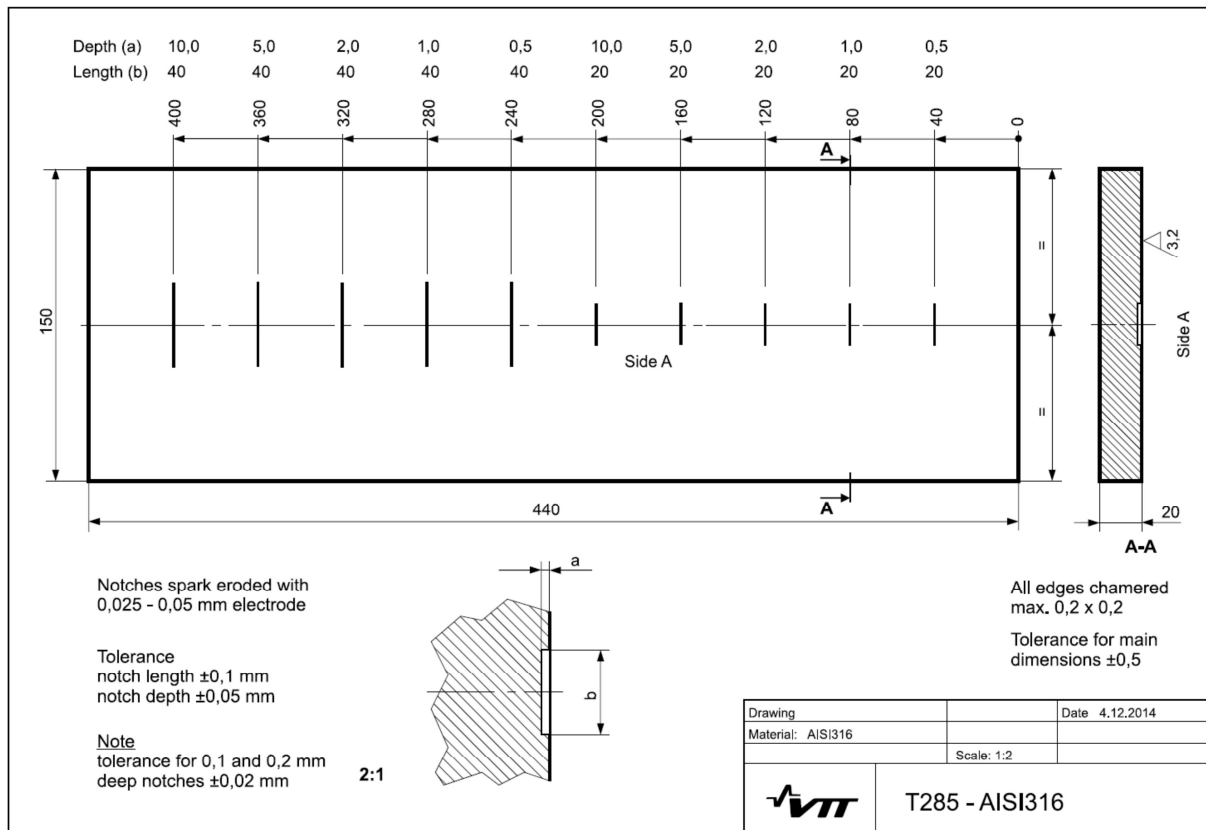 Depth (a) 10,0 5,0 2,0 1,0 0,5 10,0 5,0 2,0 1,0 0,5
Length (b) 40 40 40 40 40 20 20 20 20 20
400 360 320 280 240 200 160 120 80 40 0
A
=
3,2
150
Side A
Side A
=
A
440
20
A-A
Notches spark eroded with
0,025 - 0,05 mm electrode
Tolerance
notch length ±0,1 mm
notch depth ±0,05 mm
Note
tolerance for 0,1 and 0,2 mm
deep notches ±0,02 mm
2:1
a
b
All edges chamered
max. 0,2 x 0,2
Tolerance for main
dimensions ±0,5
Drawing Date 4.12.2014
Material: AISI316
Scale: 1:2
VTT T285 - AISI316